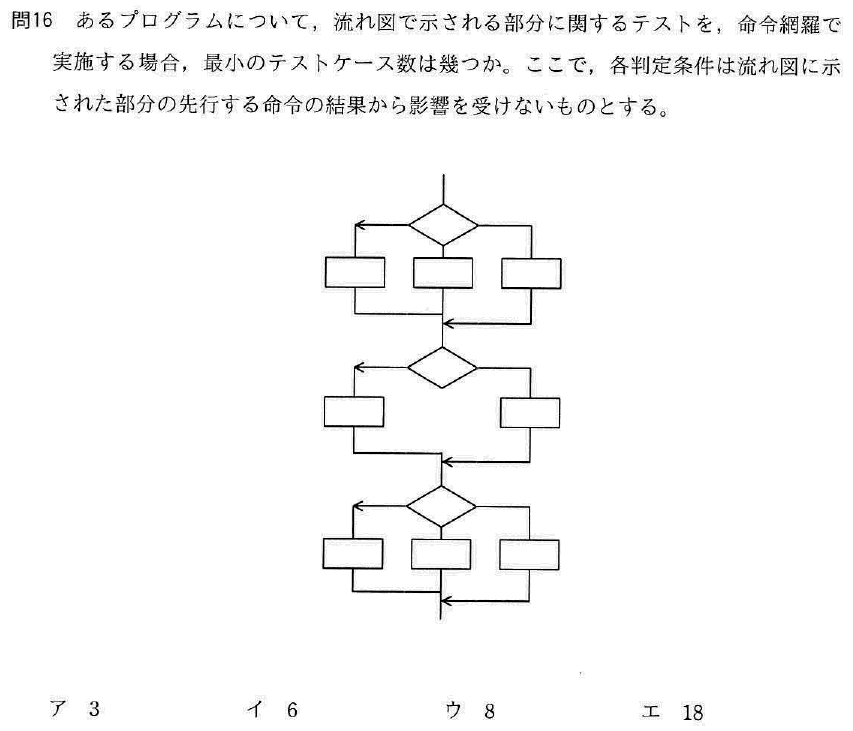 問16 あるプログラムについて，流れ図で示される部分に関するテストを，命令網羅で
実施する場合，最小のテストケース数は幾つか。ここで，各判定条件は流れ図に示
された部分の先行する命令の結果から影響を受けないものとする。
ア 3 イ 6 ウ 8 エ 18